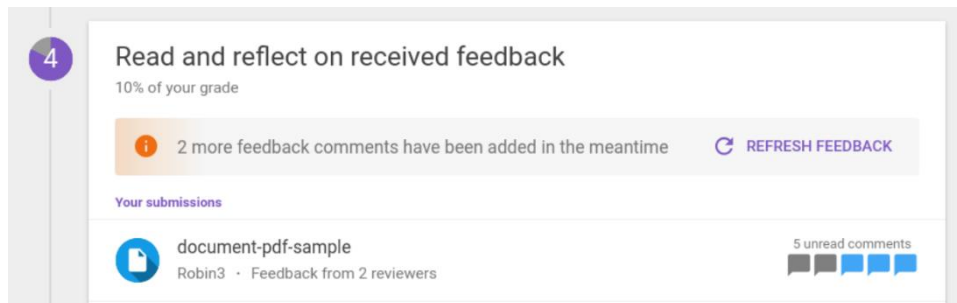 4
Read and reflect on received feedback
10% of your grade
2 more feedback comments have been added in the meantime
REFRESH FEEDBACK
Your submissions
document-pdf-sample
Robin3 · Feedback from 2 reviewers
5 unread comments